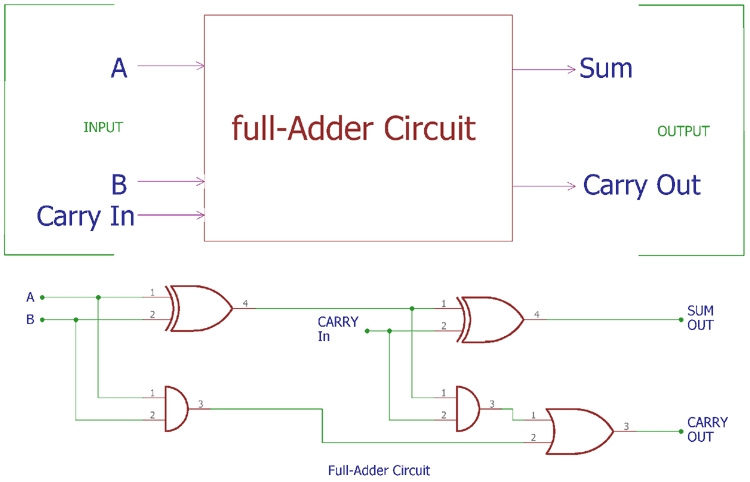 A
Sum
INPUT
full-Adder Circuit
OUTPUT
B
Carry Out
Carry In
A
1
4
B
2
CARRY
In
1
2
4
SUM
OUT
1
2
3
1
2
3
1
2
3
CARRY
OUT
Full-Adder Circuit